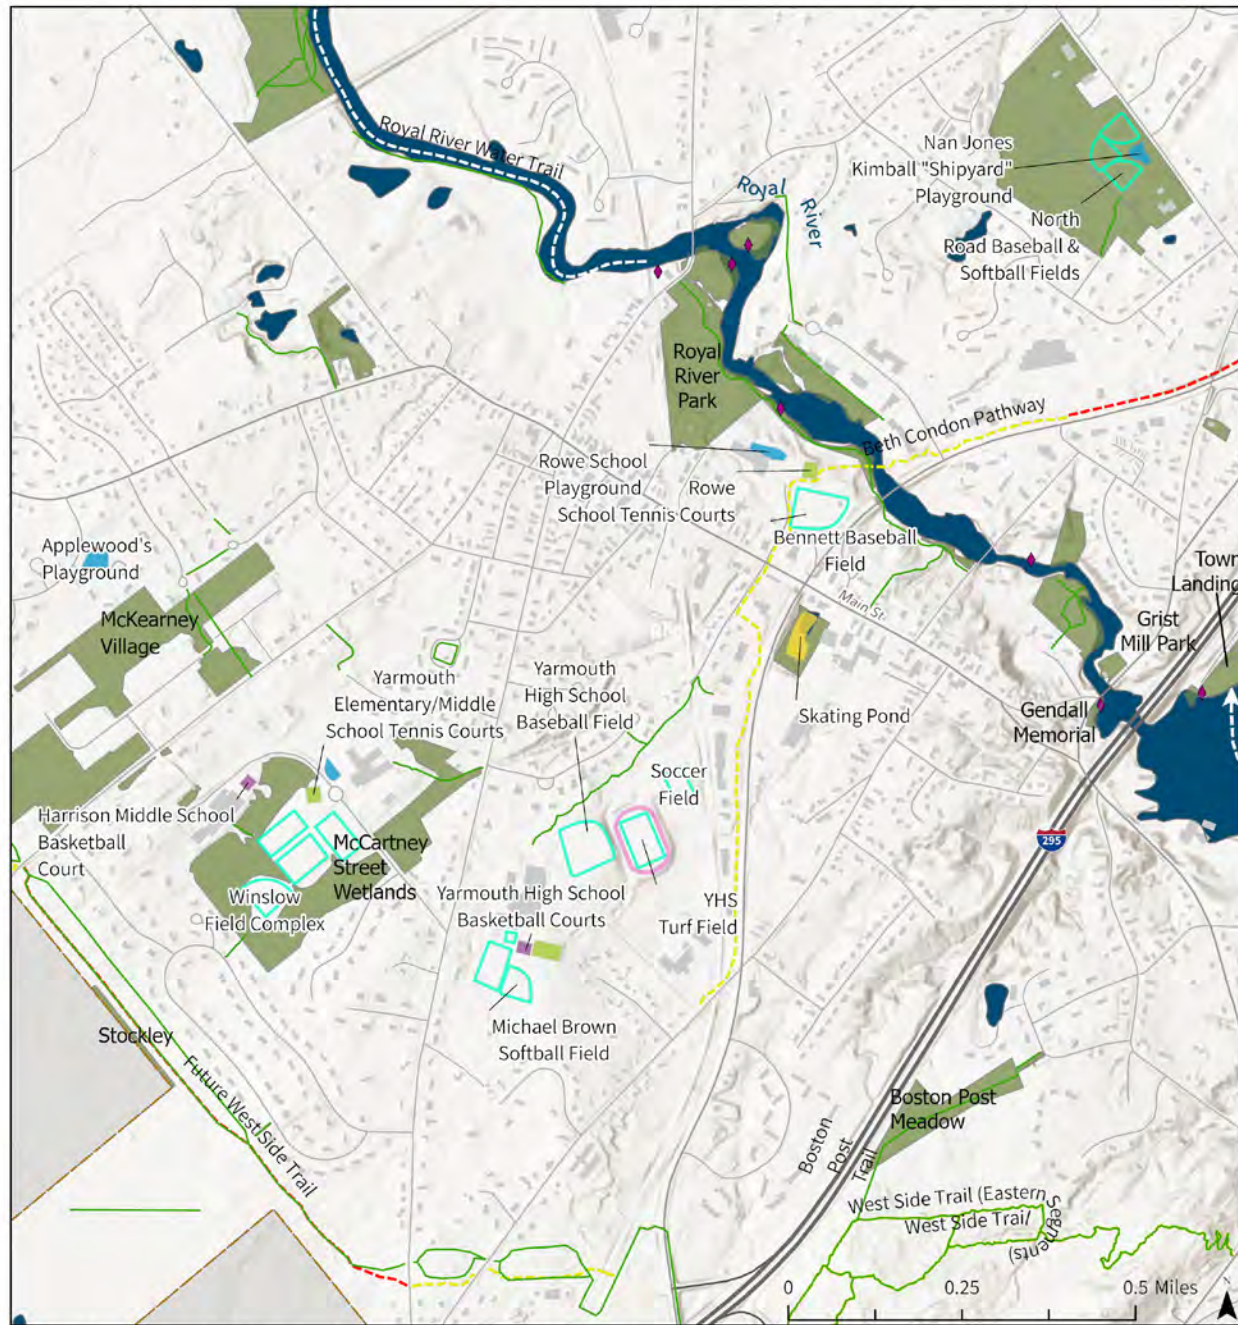 Royal River Water Trail
Royal
River
Nan Jones
Kimball "Shipyard"
Playground
North
Road Baseball &
Softball Fields
Royal
River
Park
Beth Condon Pathway
Rowe School
Playground
Rowe
School Tennis Courts
Bennett Baseball
Field
Main St
Applewood's
Playground
McKearney
Village
Town
Landing
Grist
Mill Park
Yarmouth
Elementary/Middle
School Tennis Courts
Yarmouth
High School
Baseball Field
Skating Pond
Gendall
Memorial
Soccer
Field
295
Harrison Middle School
Basketball
Court
McCartney
Street
Wetlands
Winslow
Field Complex
Yarmouth High School
Basketball Courts
YHS
Turf Field
Michael Brown
Softball Field
Stockley
Future West Side Trail
Boston Post
Meadow
Boston
Post
Trail
West Side Trail (Eastern
Segments)
West Side Trail
0 0.25 0.5 Miles
N